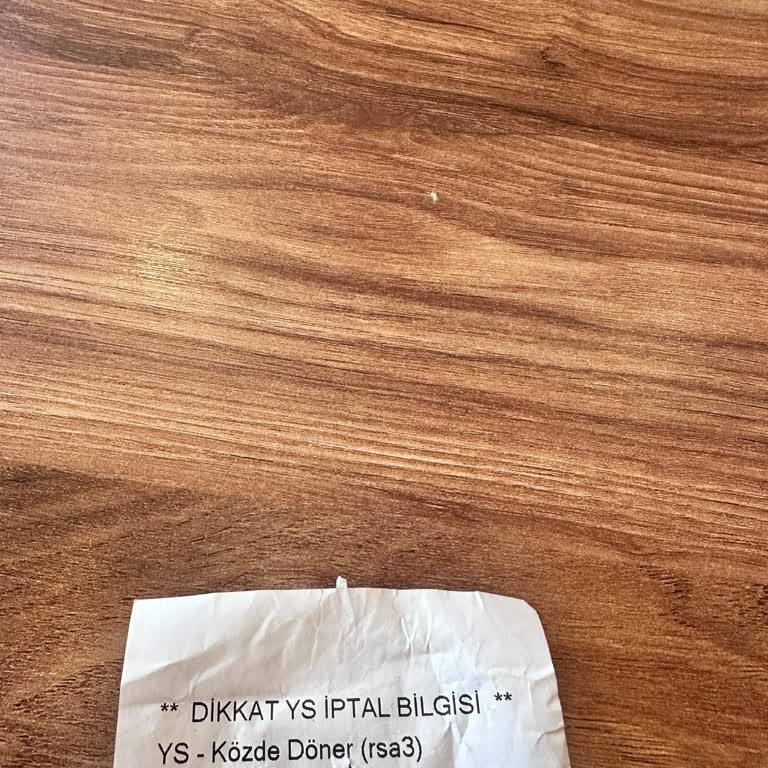 ** DİKKAT YS İPTAL BİLGİSİ **
YS - Közde Döner (rsa3)